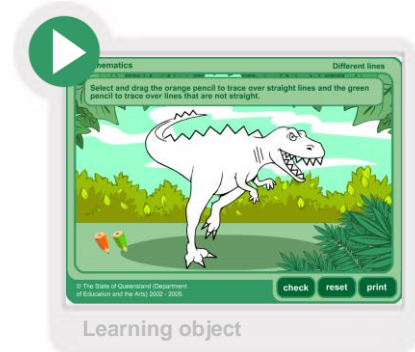 Different lines
Select and drag the orange pencil to trace over straight lines and the green
pencil to trace over lines that are not straight.
© The State of Queensland (Department
of Education and the Arts) 2002 - 2005.
check reset print
Learning object